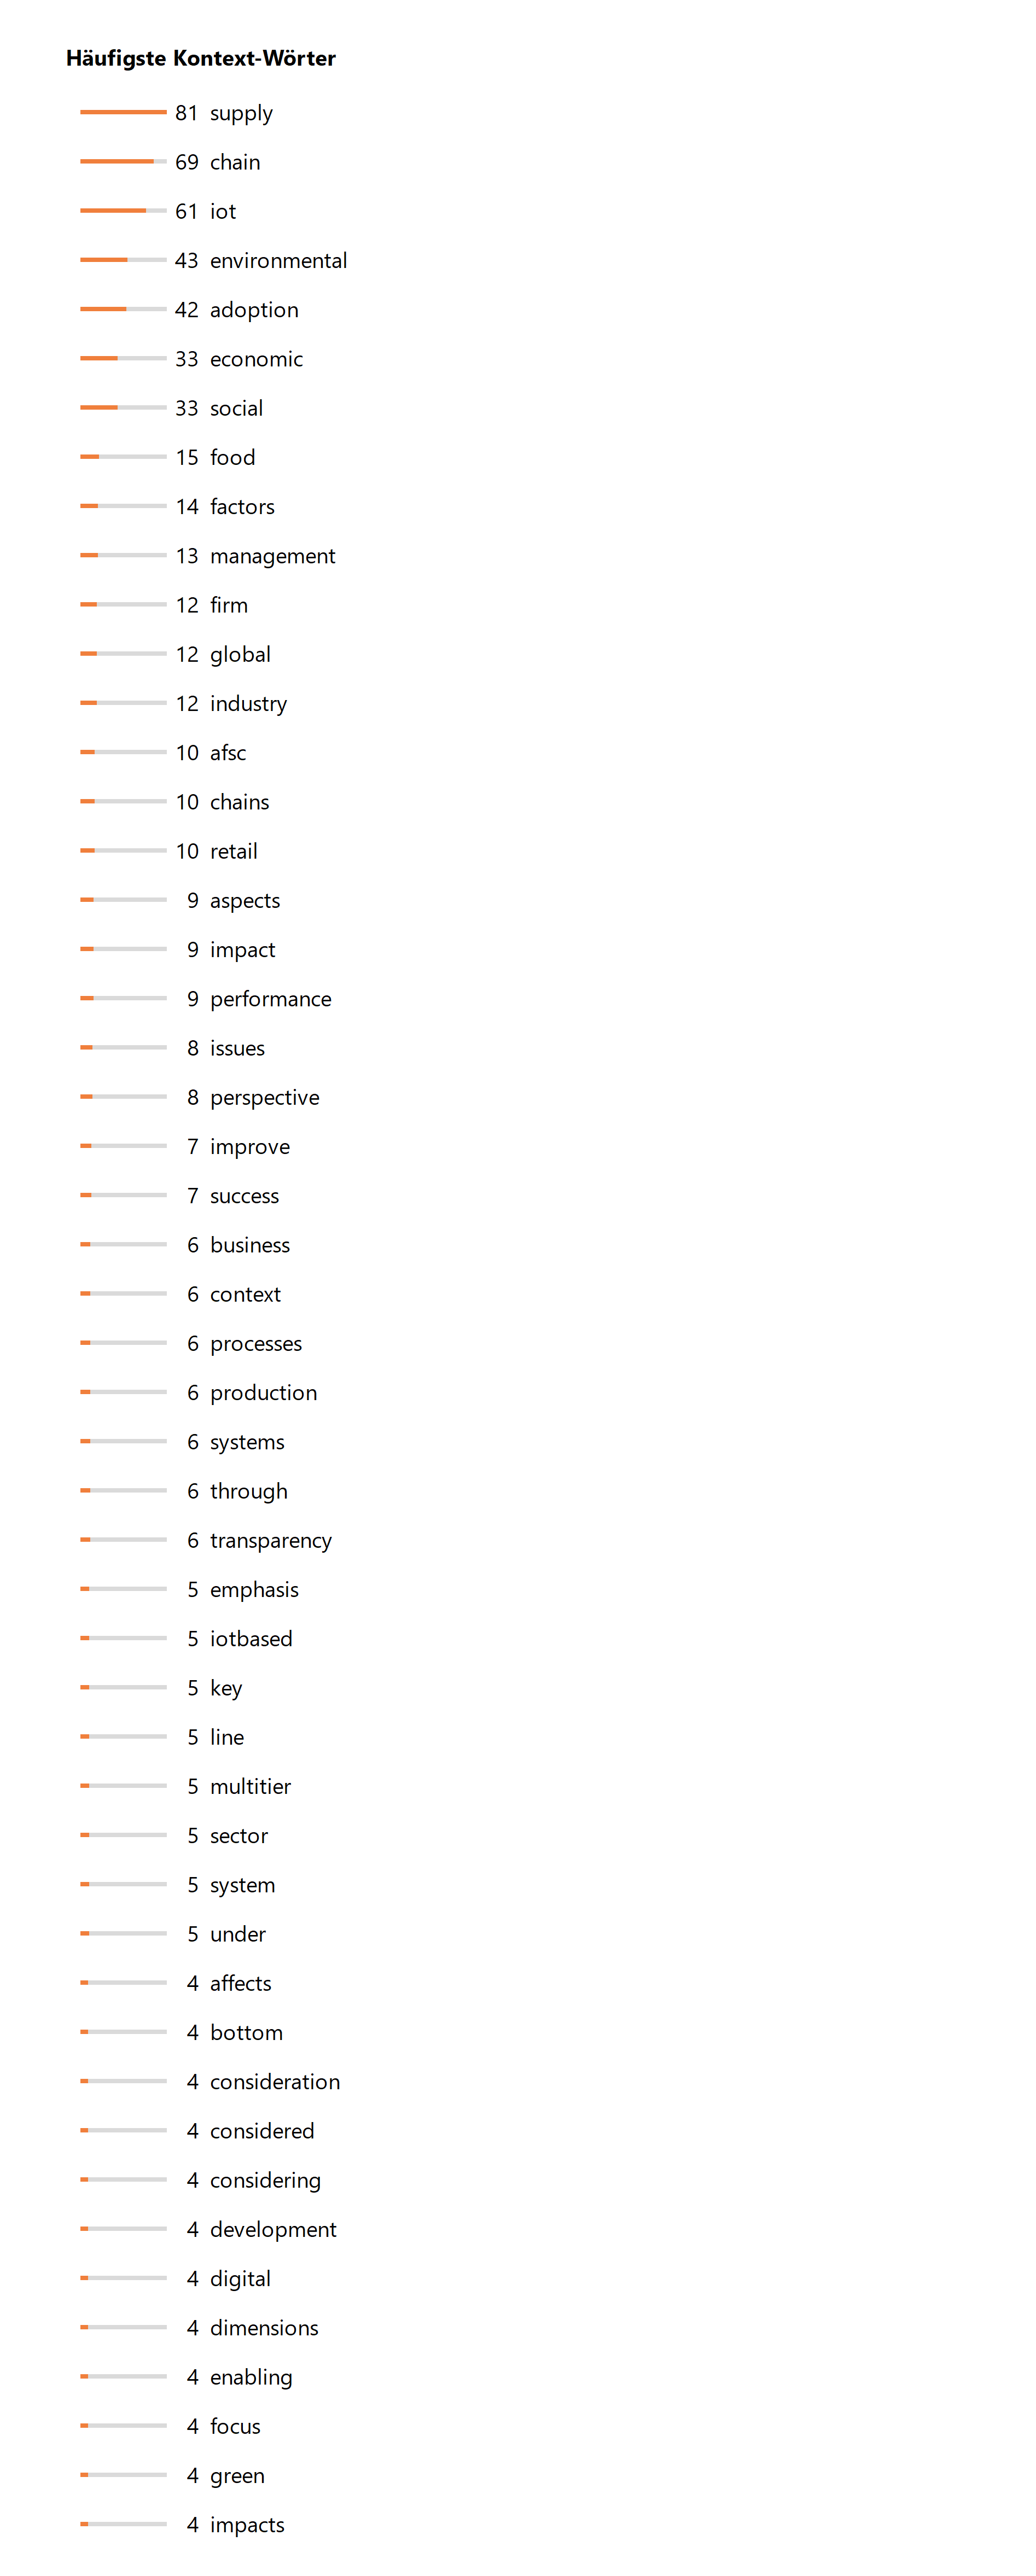 Häufigste Kontext-Wörter
81 supply
69 chain
61 iot
43 environmental
42 adoption
33 economic
33 social
15 food
14 factors
13 management
12 firm
12 global
12 industry
10 afsc
10 chains
10 retail
9 aspects
9 impact
9 performance
8 issues
8 perspective
7 improve
7 success
6 business
6 context
6 processes
6 production
6 systems
6 through
6 transparency
5 emphasis
5 iotbased
5 key
5 line
5 multitier
5 sector
5 system
5 under
4 affects
4 bottom
4 consideration
4 considered
4 considering
4 development
4 digital
4 dimensions
4 enabling
4 focus
4 green
4 impacts